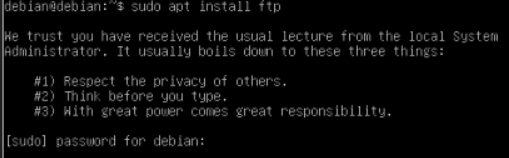 debian@debian:~$ sudo apt install ftp
We trust you have received the usual lecture from the local System
Administrator. It usually boils down to these three things:
#1) Respect the privacy of others.
#2) Think before you type.
#3) With great power comes great responsibility.
[sudo] password for debian: